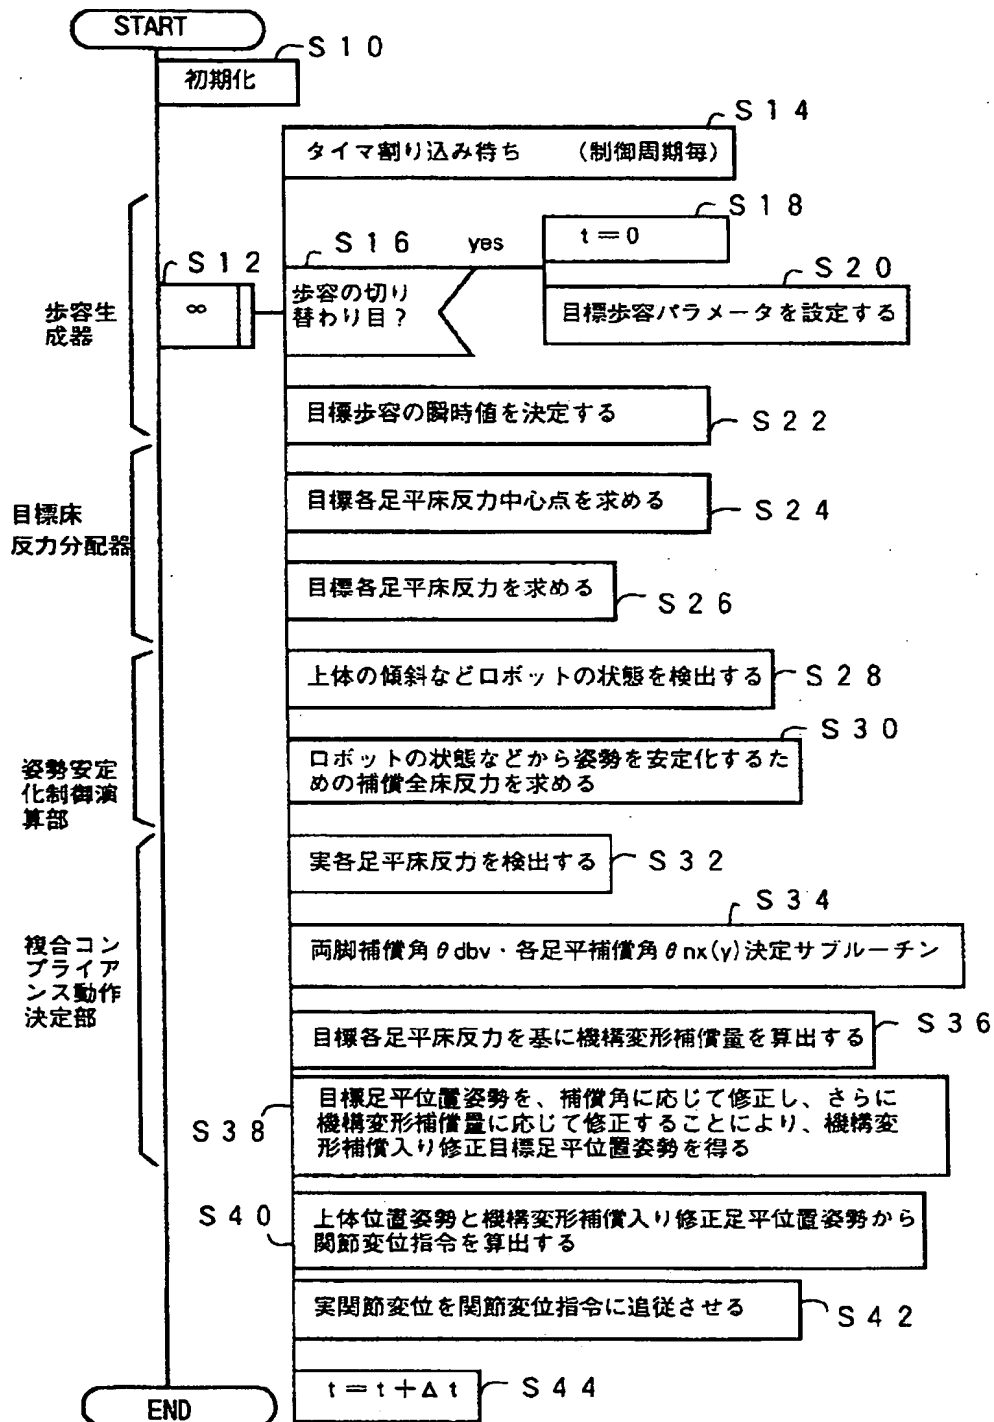 START
S10
初期化
S14
タイマ割り込み待ち (制御周期毎)
S18
t=0
S16
yes
S12
∞
歩容の切り
替わり目?
S20
目標歩容パラメータを設定する
歩容生
成器
目標歩容の瞬時値を決定する
S22
目標床
反力分配器
目標各足平床反力中心点を求める
S24
目標各足平床反力を求める
S26
上体の傾斜などロボットの状態を検出する
S28
S30
姿勢安定
化制御演
算部
ロボットの状態などから姿勢を安定化するた
めの補償全床反力を求める
実各足平床反力を検出する
S32
S34
複合コン
プライア
ンス動作
決定部
両脚補償角θdbv・各足平補償角θnx(y)決定サブルーチン
S36
目標各足平床反力を基に機構変形補償量を算出する
S38
目標足平位置姿勢を、補償角に応じて修正し、さらに
機構変形補償量に応じて修正することにより、機構変
形補償入り修正目標足平位置姿勢を得る
S40
上体位置姿勢と機構変形補償入り修正足平位置姿勢から
関節変位指令を算出する
実関節変位を関節変位指令に追従させる
S42
t=t+Δt
S44
END